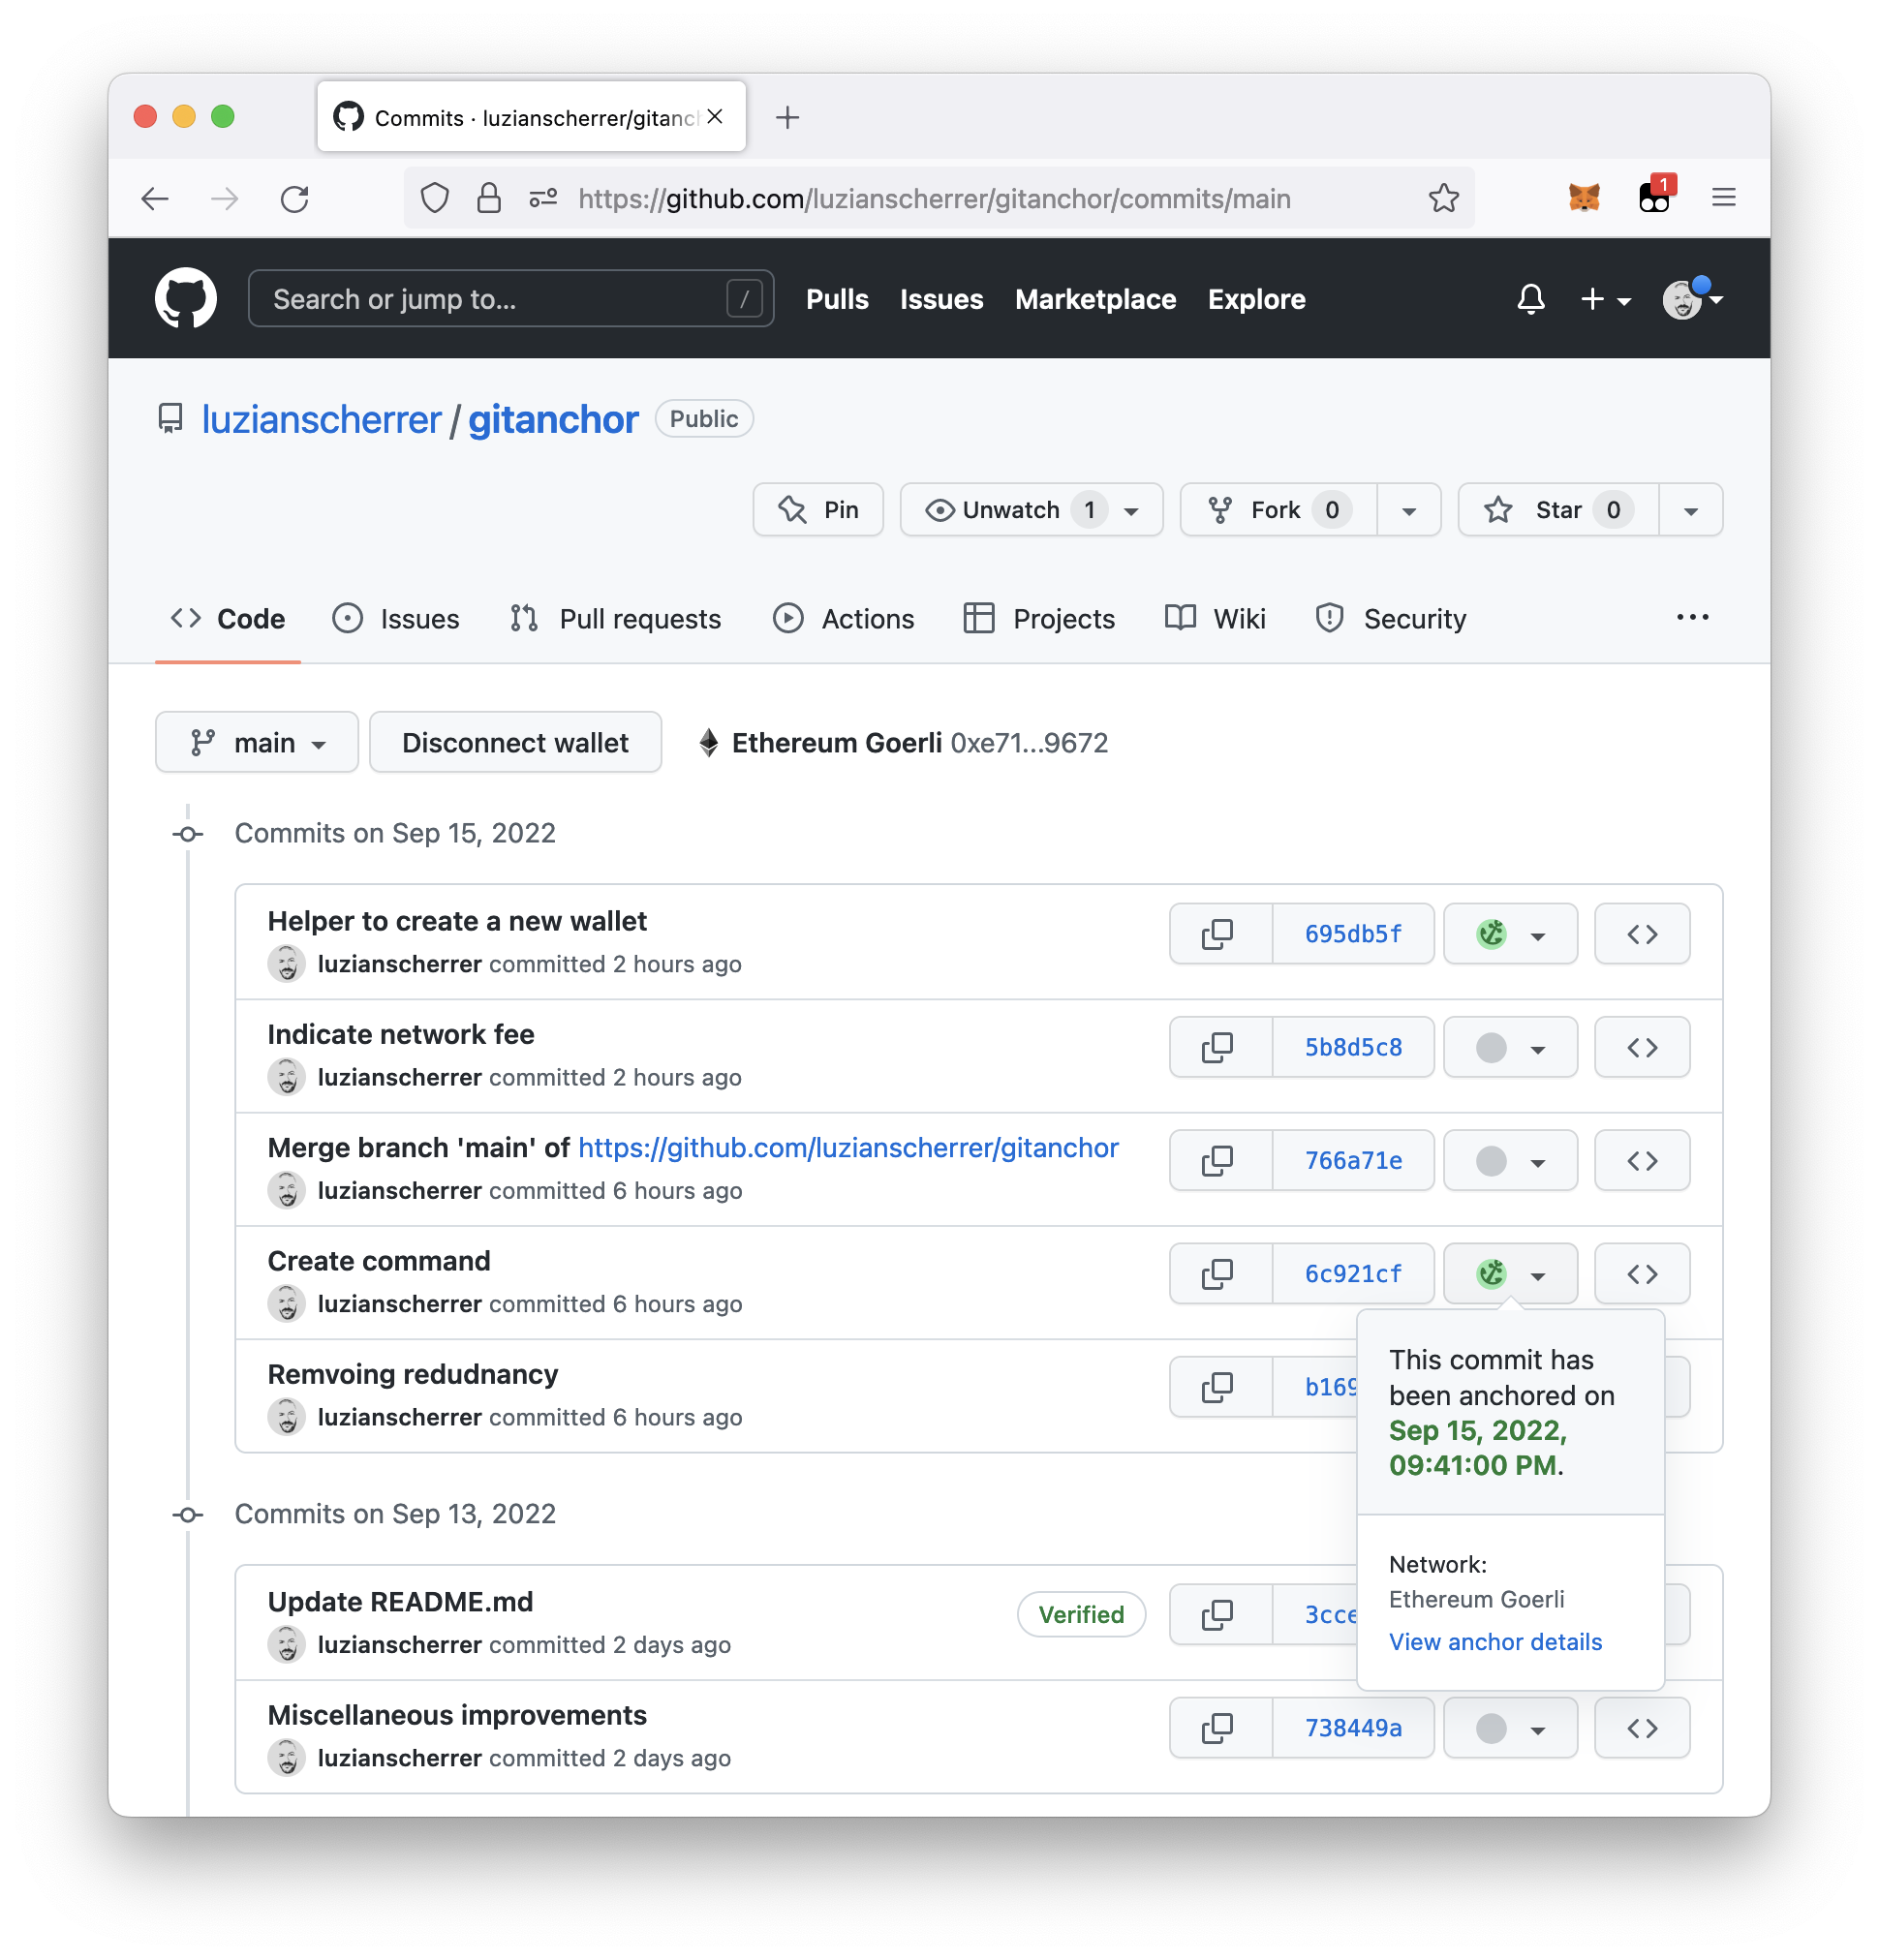 Commits · luzianscherrer/gitanc
https://github.com/luzianscherrer/gitanchor/commits/main
1
Search or jump to... /
Pulls Issues Marketplace Explore
luzianscherrer / gitanchor Public
Pin Unwatch 1 Fork 0 Star 0
Code Issues Pull requests Actions Projects Wiki Security
main Disconnect wallet Ethereum Goerli 0xe71...9672
Commits on Sep 15, 2022
Helper to create a new wallet
luzianscherrer committed 2 hours ago
695db5f
Indicate network fee
luzianscherrer committed 2 hours ago
5b8d5c8
Merge branch 'main' of https://github.com/luzianscherrer/gitanchor
luzianscherrer committed 6 hours ago
766a71e
Create command
luzianscherrer committed 6 hours ago
6c921cf
Remvoing redudnancy
luzianscherrer committed 6 hours ago
b169
This commit has
been anchored on
Sep 15, 2022,
09:41:00 PM.
Network:
Ethereum Goerli
View anchor details
Commits on Sep 13, 2022
Update README.md
luzianscherrer committed 2 days ago
Verified
3cce
Miscellaneous improvements
luzianscherrer committed 2 days ago
738449a